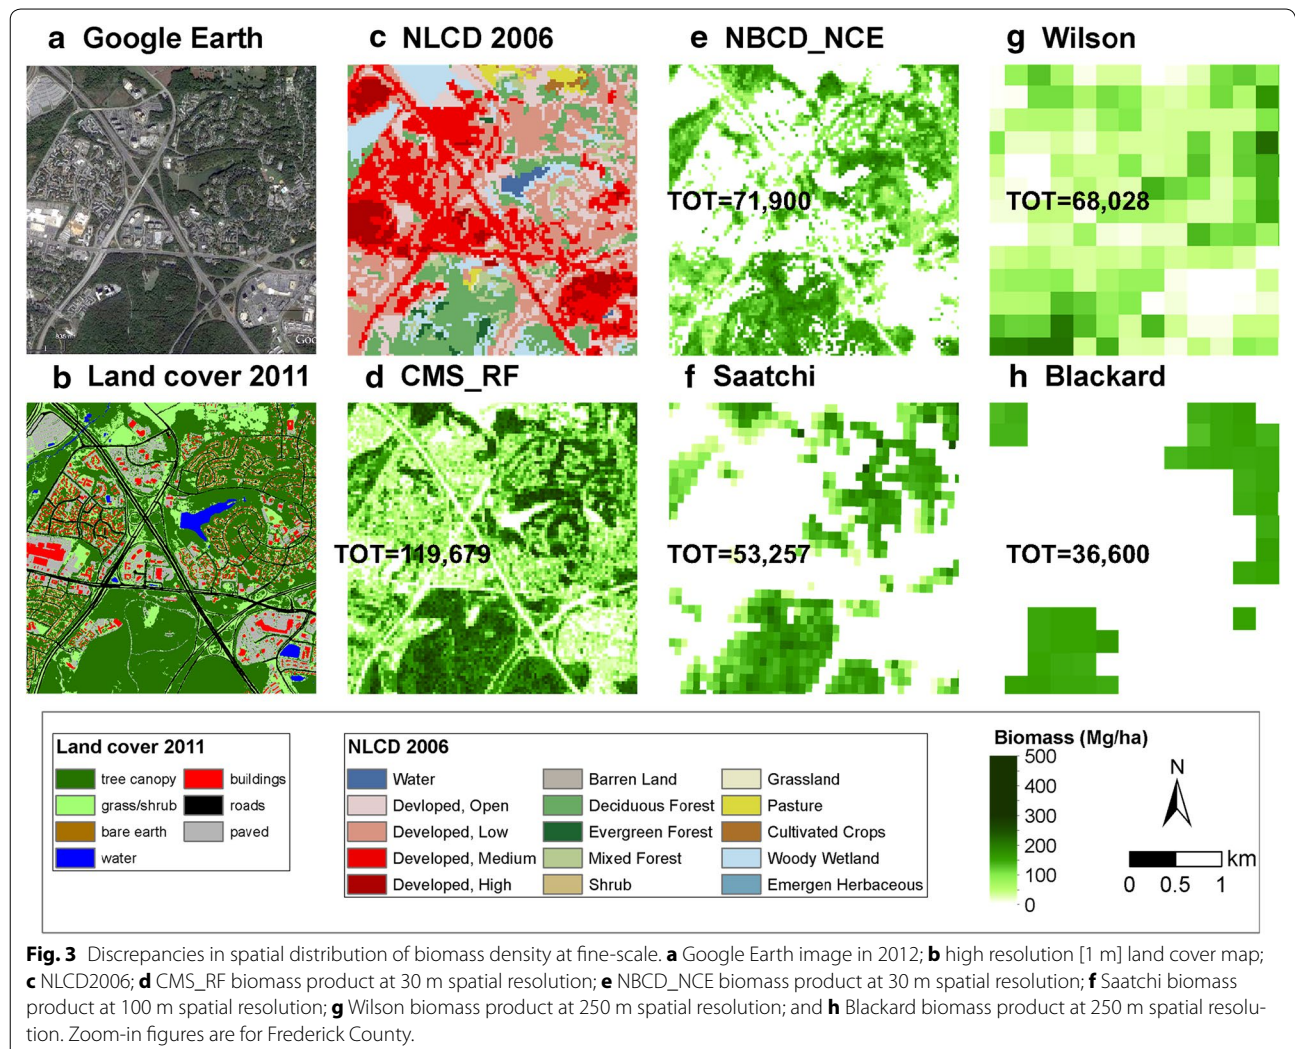 a Google Earth
c NLCD 2006
e NBCD_NCE
g Wilson
TOT=71,900
TOT=68,028
Goo
b Land cover 2011
d CMS_RF
f Saatchi
h Blackard
TOT=119,679
TOT=53,257
TOT=36,600
Land cover 2011
tree canopy
buildings
grass/shrub
roads
bare earth
paved
water
NLCD 2006
Water
Barren Land
Grassland
Devloped, Open
Deciduous Forest
Pasture
Developed, Low
Evergreen Forest
Cultivated Crops
Developed, Medium
Mixed Forest
Woody Wetland
Developed, High
Shrub
Emergen Herbaceous
Biomass (Mg/ha)
500
400
300
200
100
0
N
km
0 0.5 1
Fig. 3 Discrepancies in spatial distribution of biomass density at fine-scale. a Google Earth image in 2012; b high resolution [1 m] land cover map;
c NLCD2006; d CMS_RF biomass product at 30 m spatial resolution; e NBCD_NCE biomass product at 30 m spatial resolution; f Saatchi biomass
product at 100 m spatial resolution; g Wilson biomass product at 250 m spatial resolution; and h Blackard biomass product at 250 m spatial resolu-
tion. Zoom-in figures are for Frederick County.